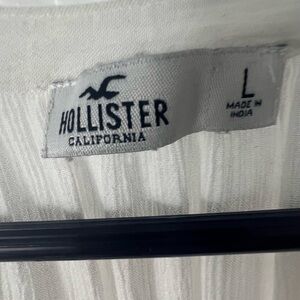 HOLLISTER
CALIFORNIA
L
MADE IN
INDIA